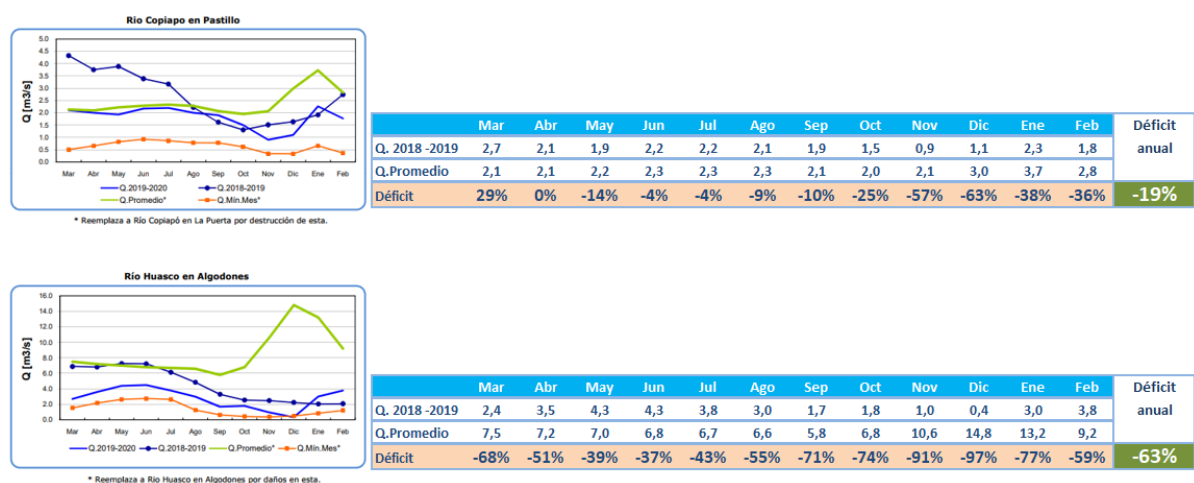 Río Copiapo en Pastillo
Q [m3/s]
5.0
4.5
4.0
3.5
3.0
2.5
2.0
1.5
1.0
0.5
0.0
Mar Abr May Jun Jul Ago Sep Oct Nov Dic Ene Feb
Q.2019-2020 Q.2018-2019
Q.Promedio* Q.Mín.Mes*
* Reemplaza a Río Copiapó en La Puerta por destrucción de esta.
Mar Abr May Jun Jul Ago Sep Oct Nov Dic Ene Feb Déficit anual
Q. 2018 -2019 2,7 2,1 1,9 2,2 2,2 2,1 1,9 1,5 0,9 1,1 2,3 1,8
Q.Promedio 2,1 2,1 2,2 2,3 2,3 2,3 2,1 2,0 2,1 3,0 3,7 2,8
Déficit 29% 0% -14% -4% -4% -9% -10% -25% -57% -63% -38% -36% -19%
Río Huasco en Algodones
Q [m3/s]
16.0
14.0
12.0
10.0
8.0
6.0
4.0
2.0
0.0
Mar Abr May Jun Jul Ago Sep Oct Nov Dic Ene Feb
Q.2019-2020 Q.2018-2019 Q.Promedio* Q.Mín.Mes*
* Reemplaza a Río Huasco en Algodones por daños en esta.
Mar Abr May Jun Jul Ago Sep Oct Nov Dic Ene Feb Déficit anual
Q. 2018 -2019 2,4 3,5 4,3 4,3 3,8 3,0 1,7 1,8 1,0 0,4 3,0 3,8
Q.Promedio 7,5 7,2 7,0 6,8 6,7 6,6 5,8 6,8 10,6 14,8 13,2 9,2
Déficit -68% -51% -39% -37% -43% -55% -71% -74% -91% -97% -77% -59% -63%